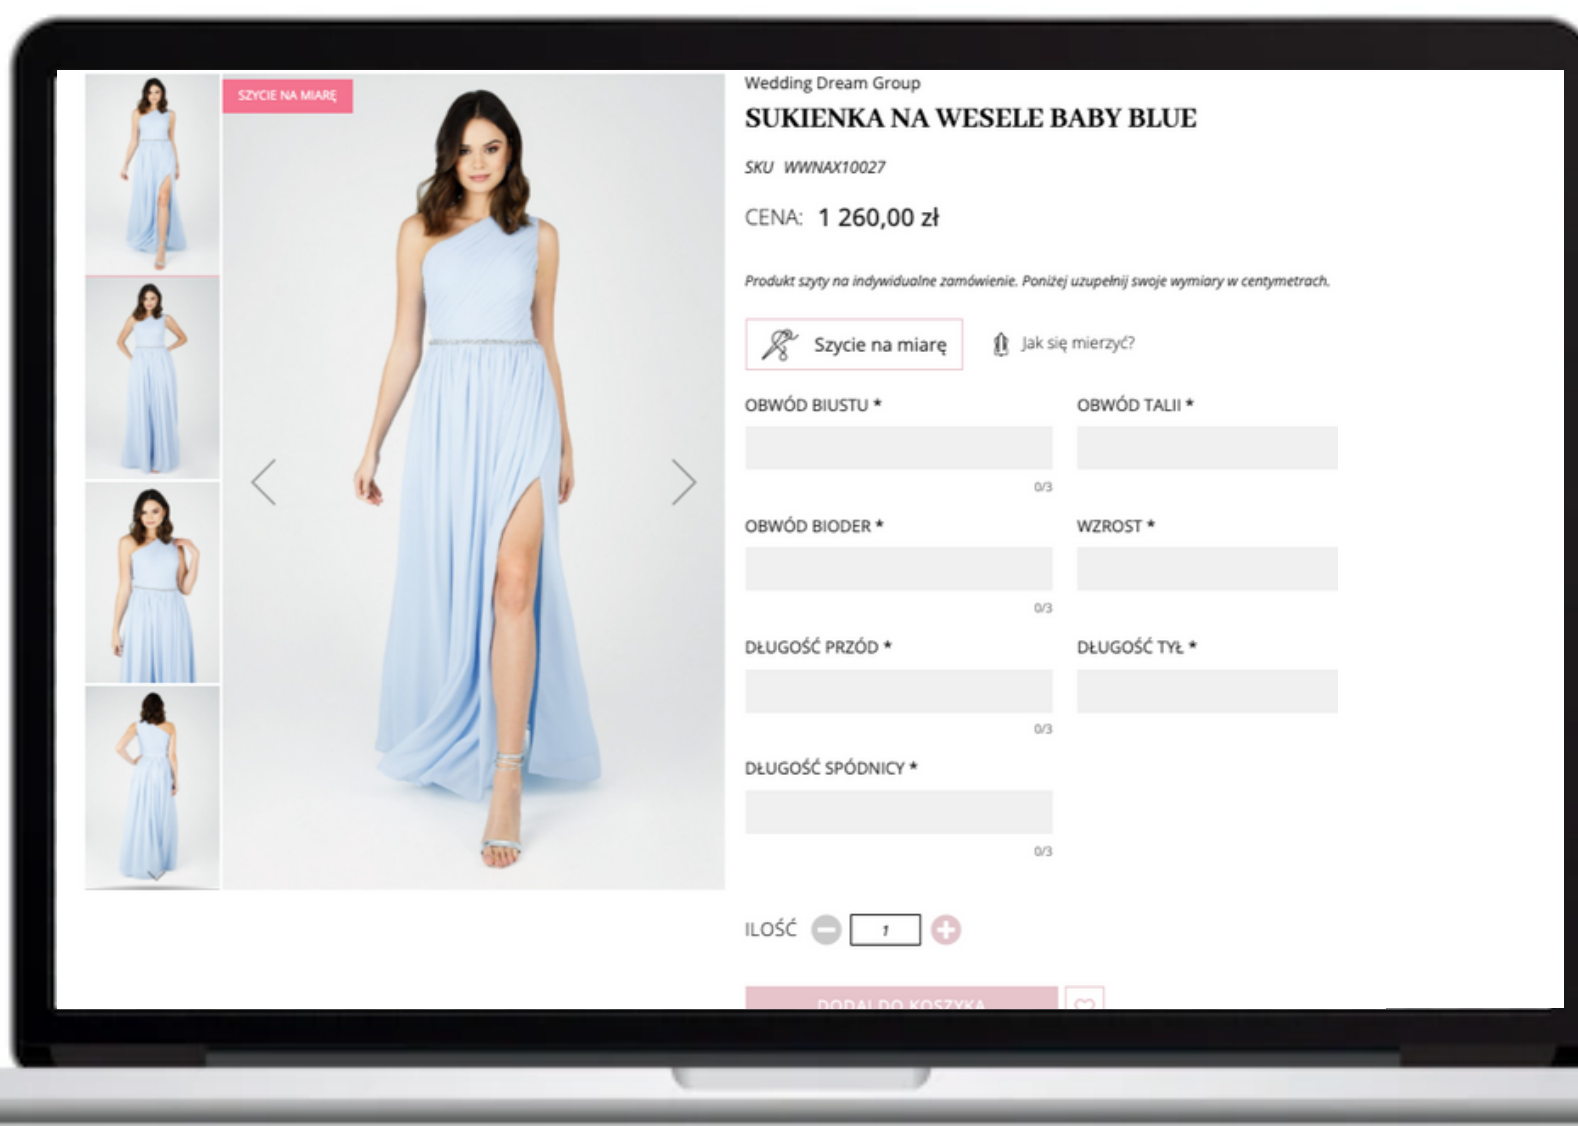 SZYCIE NA MIARĘ
Wedding Dream Group
SUKIENKA NA WESELE BABY BLUE
SKU WWNAX10027
CENA: 1 260,00 zł
Produkt szyty na indywidualne zamówienie. Poniżej uzupełnij swoje wymiary w centymetrach.
Szycie na miarę
Jak się mierzyć?
OBWÓD BIUSTU *
OBWÓD TALII *
0/3
OBWÓD BIODER *
WZROST *
0/3
DŁUGOŚĆ PRZÓD *
DŁUGOŚĆ TYŁ *
0/3
DŁUGOŚĆ SPÓDNICY *
0/3
ILOŚĆ
1
DODAJ DO KOSZYKA